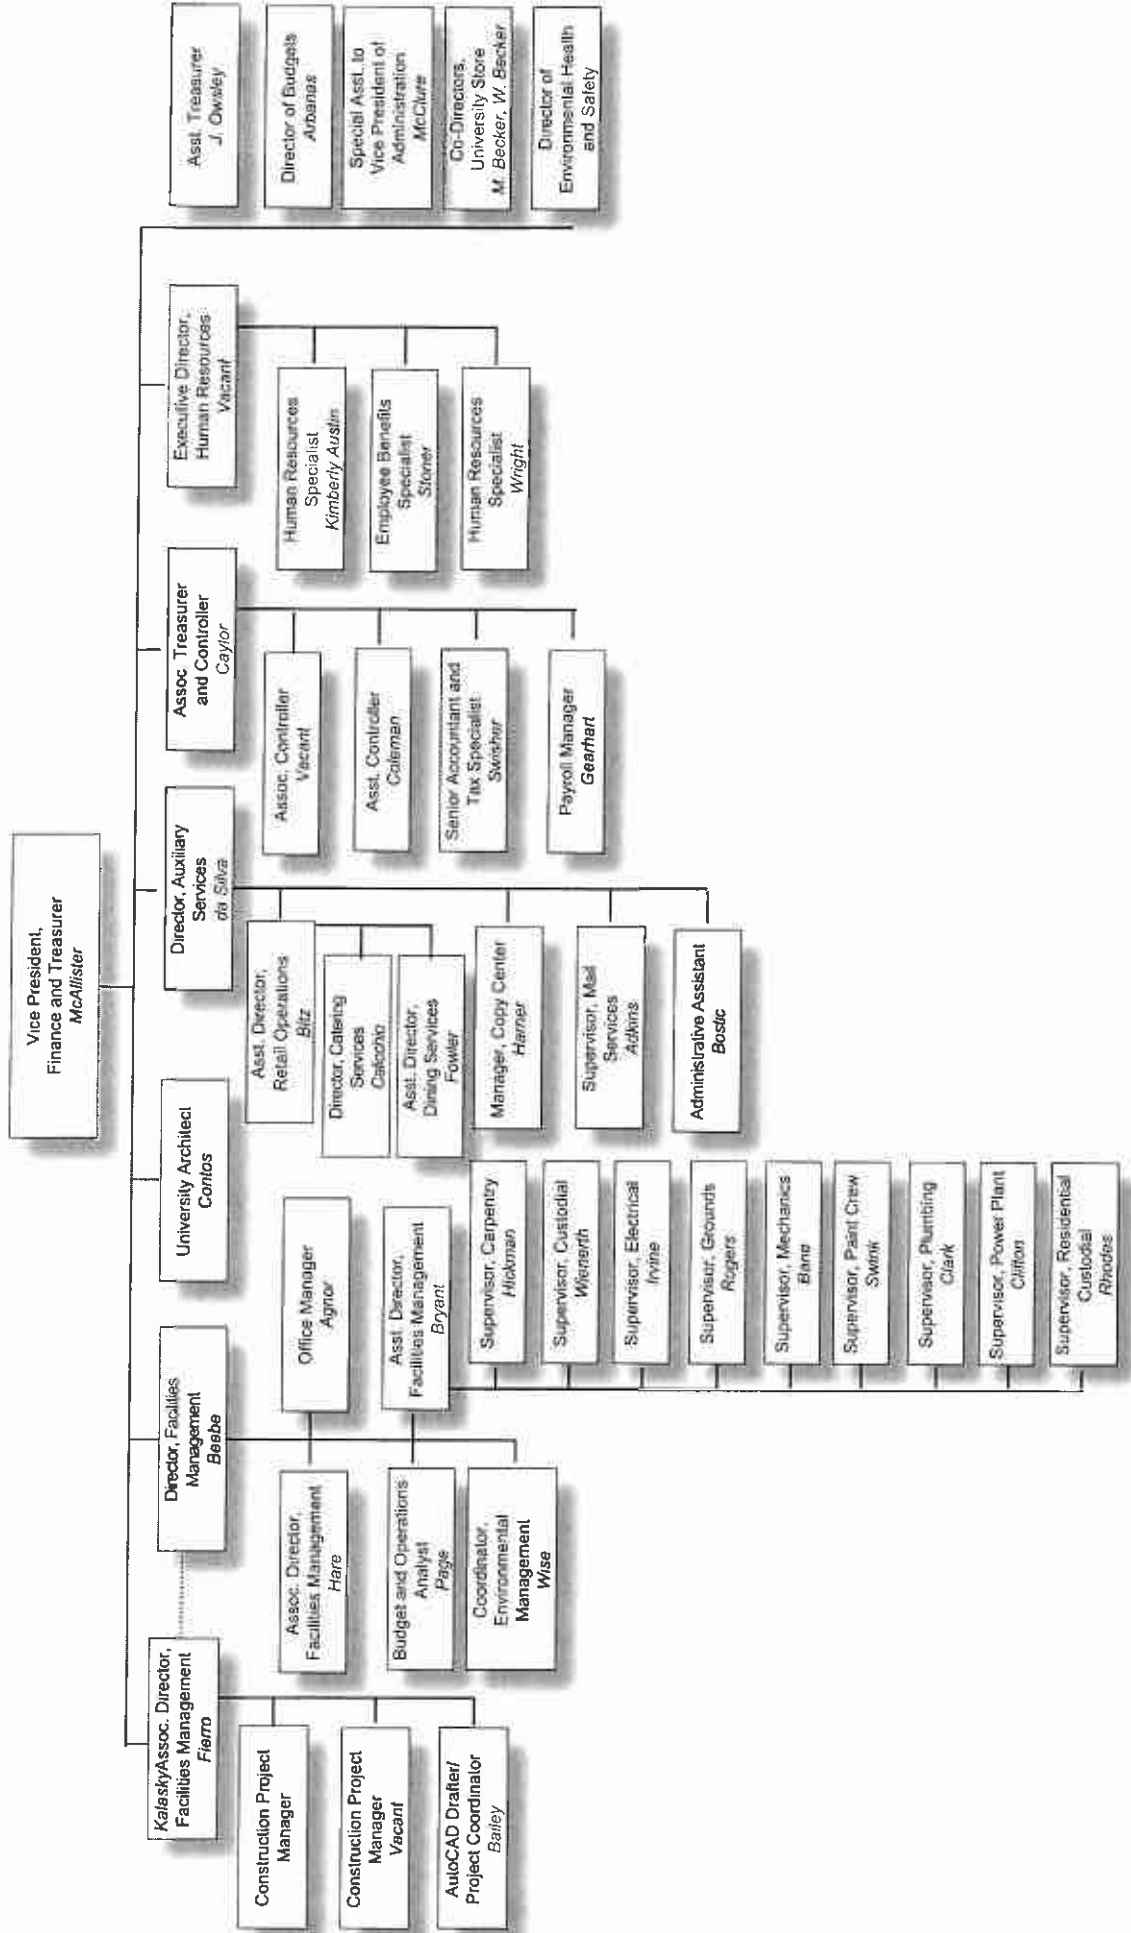 Vice President,
Finance and Treasurer
McAllister
KalaskyAssoc. Director,
Facilities Management
Fierro
Construction Project
Manager
Construction Project
Manager
Vacant
AutoCAD Drafter/
Project Coordinator
Bailey
Director, Facilities
Management
Beebe
Assoc. Director,
Facilities Management
Hare
Budget and Operations
Analyst
Page
Coordinator,
Environmental
Management
Wise
Office Manager
Agnor
Asst. Director,
Facilities Management
Bryant
Supervisor, Carpentry
Hickman
Supervisor, Custodial
Wenerth
Supervisor, Electrical
Irvine
Supervisor, Grounds
Rogers
Supervisor, Mechanics
Bane
Supervisor, Paint Crew
Swink
Supervisor, Plumbing
Clark
Supervisor, Power Plant
Clifton
Supervisor, Residential
Custodial
Rhodes
University Architect
Contos
Director, Auxiliary
Services
da Silva
Asst. Director,
Retail Operations
Bitz
Director, Catering
Services
Calicchio
Asst. Director,
Dining Services
Fowler
Manager, Copy Center
Harner
Supervisor, Mail
Services
Adkins
Administrative Assistant
Bostic
Assoc Treasurer
and Controller
Caylor
Assoc. Controller
Vacant
Asst. Controller
Coleman
Senior Accountant and
Tax Specialist
Swisher
Payroll Manager
Gearhart
Executive Director,
Human Resources
Vacant
Human Resources
Specialist
Kimberly Austin
Employee Benefits
Specialist
Stoner
Human Resources
Specialist
Wright
Asst. Treasurer
J. Owsley
Director of Budgets
Arbanas
Special Asst. to
Vice President of
Administration
McClure
Co-Directors,
University Store
M. Becker, W. Becker
Director of
Environmental Health
and Safety